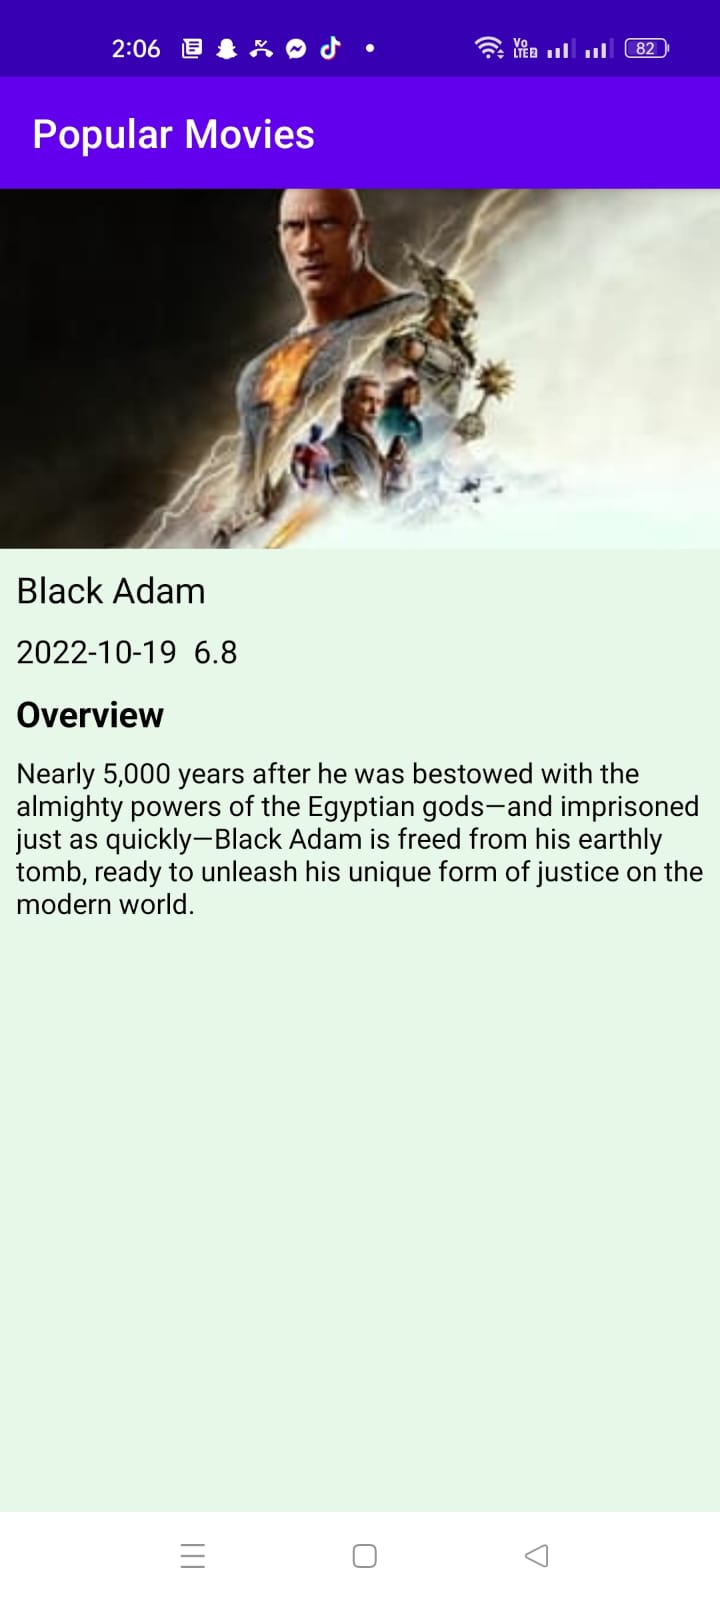 2:06
Vo
LTE2
82
Popular Movies
Black Adam
2022-10-19 6.8
Overview
Nearly 5,000 years after he was bestowed with the
almighty powers of the Egyptian gods—and imprisoned
just as quickly—Black Adam is freed from his earthly
tomb, ready to unleash his unique form of justice on the
modern world.